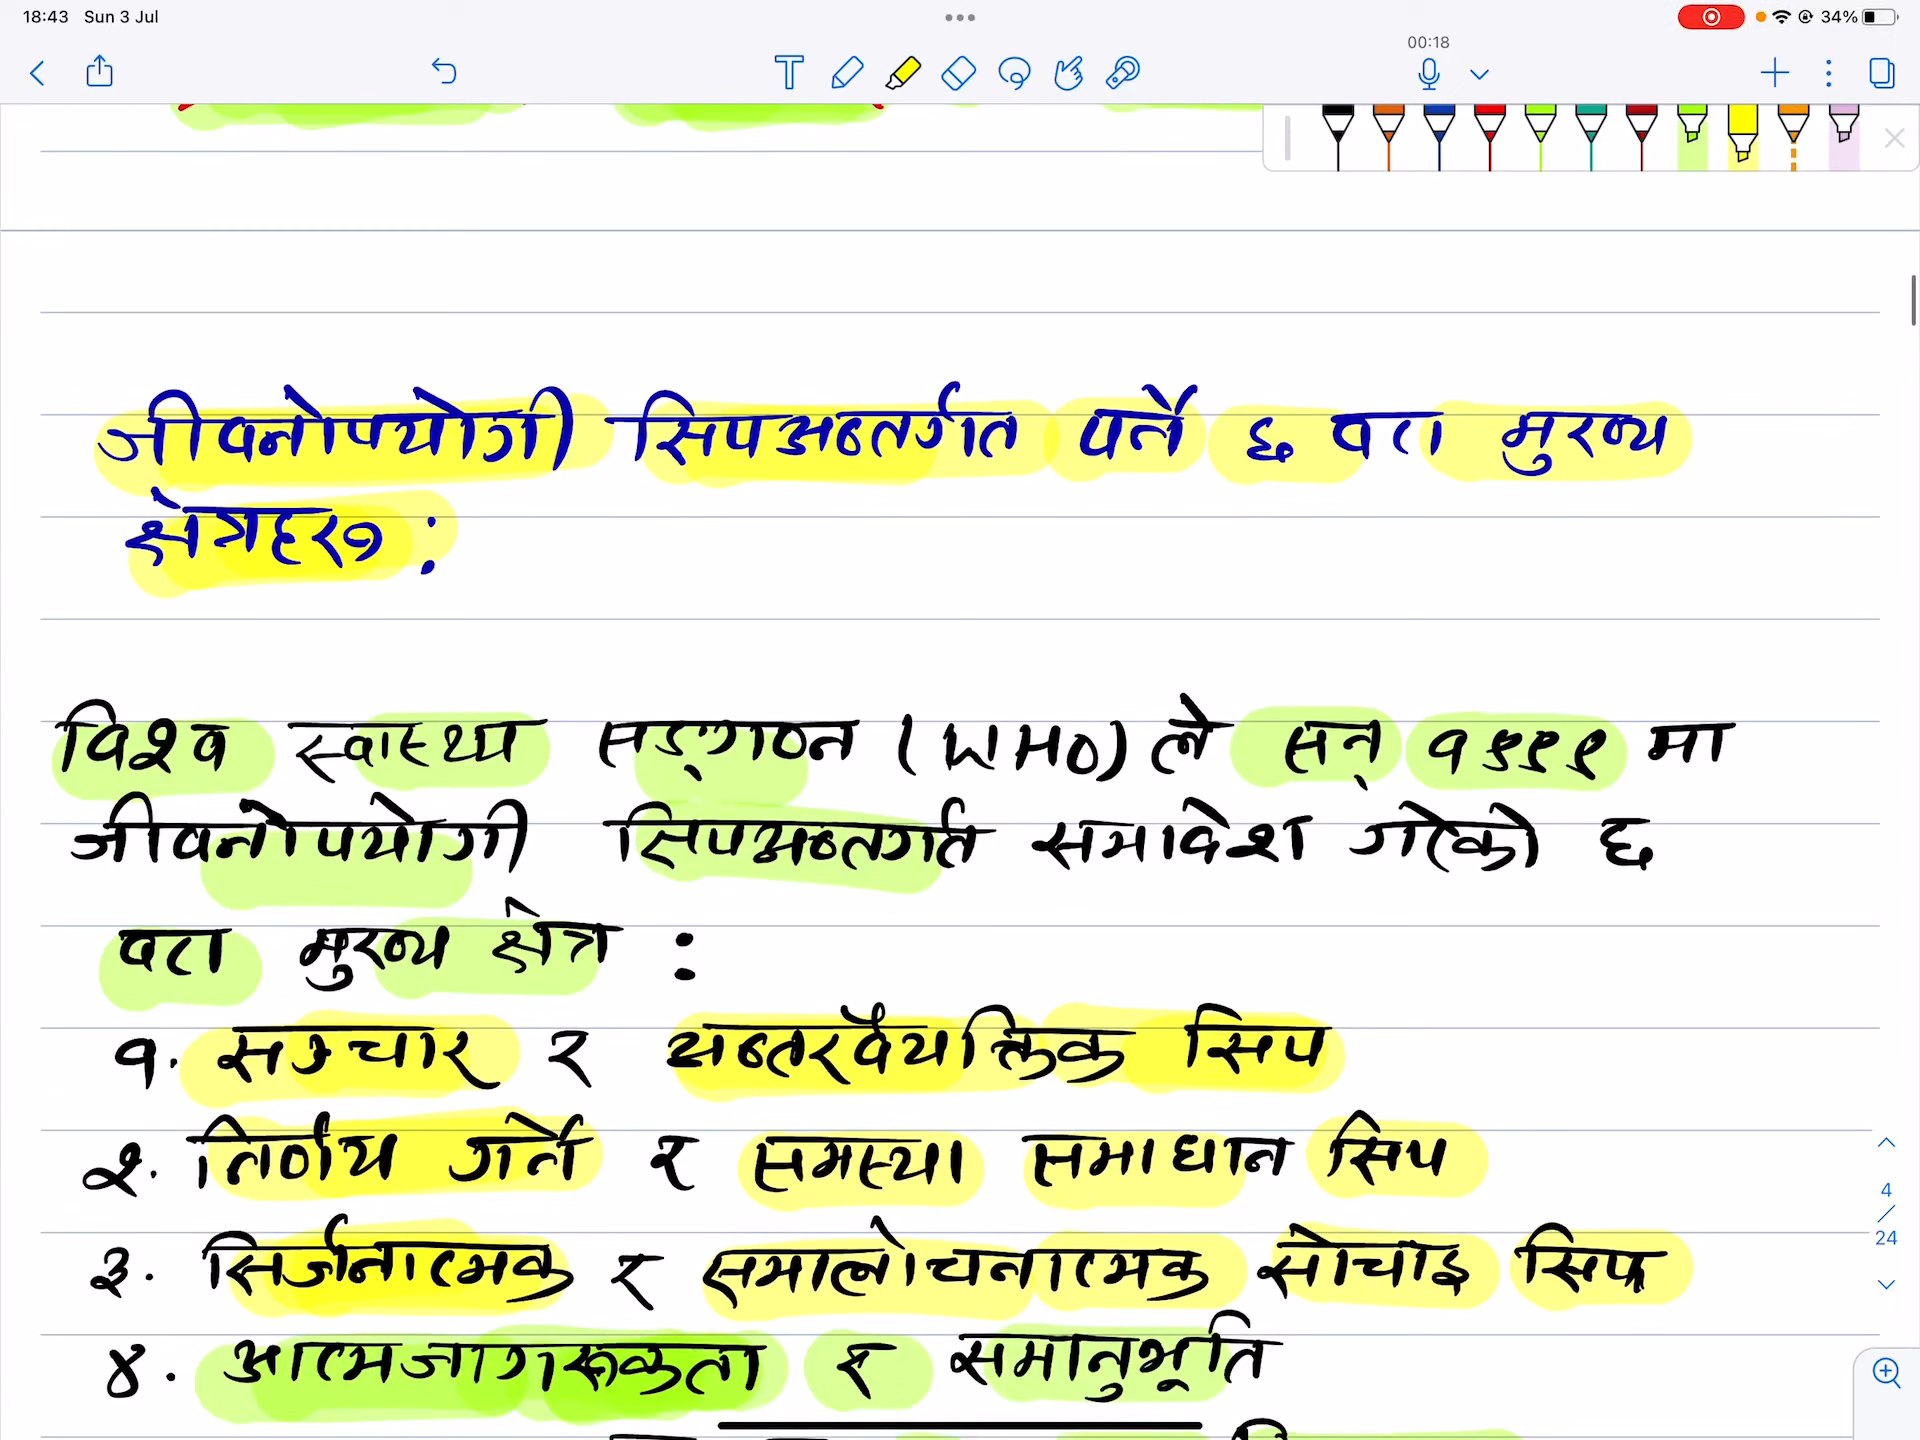 18:43 Sun 3 Jul
34%
00:18
जीवनोपयोगी सिपअन्तर्गत पर्ने छ वटा मुख्य
क्षेत्रहरू :
विश्व स्वास्थ्य सङ्गठन (WHO) ले सन् १९९९ मा
जीवनोपयोगी सिपअन्तर्गत समावेश गरेको छ
वटा मुख्य क्षेत्र :
१. सञ्चार र अन्तरवैयक्तिक सिप
२. निर्णय गर्ने र समस्या समाधान सिप
३. सिर्जनात्मक र समालोचनात्मक सोचाइ सिप
४. आत्मजागरूकता र समानुभूति
4
/
24